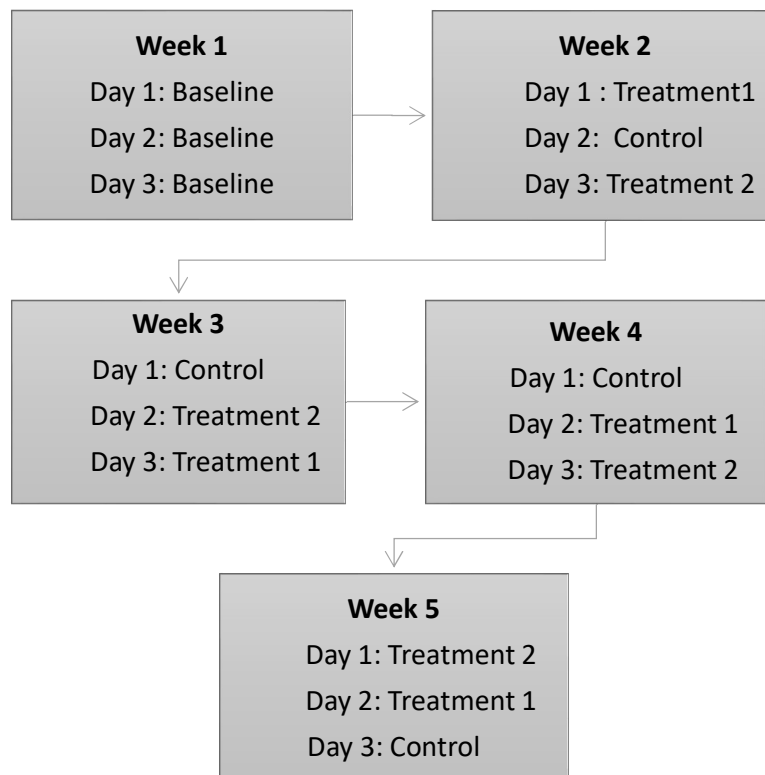 Week 1
Day 1: Baseline
Day 2: Baseline
Day 3: Baseline
Week 2
Day 1 : Treatment1
Day 2:  Control
Day 3: Treatment 2
Week 3
Day 1: Control
Day 2: Treatment 2
Day 3: Treatment 1
Week 4
Day 1: Control
Day 2: Treatment 1
Day 3: Treatment 2
Week 5
Day 1: Treatment 2
Day 2: Treatment 1
Day 3: Control